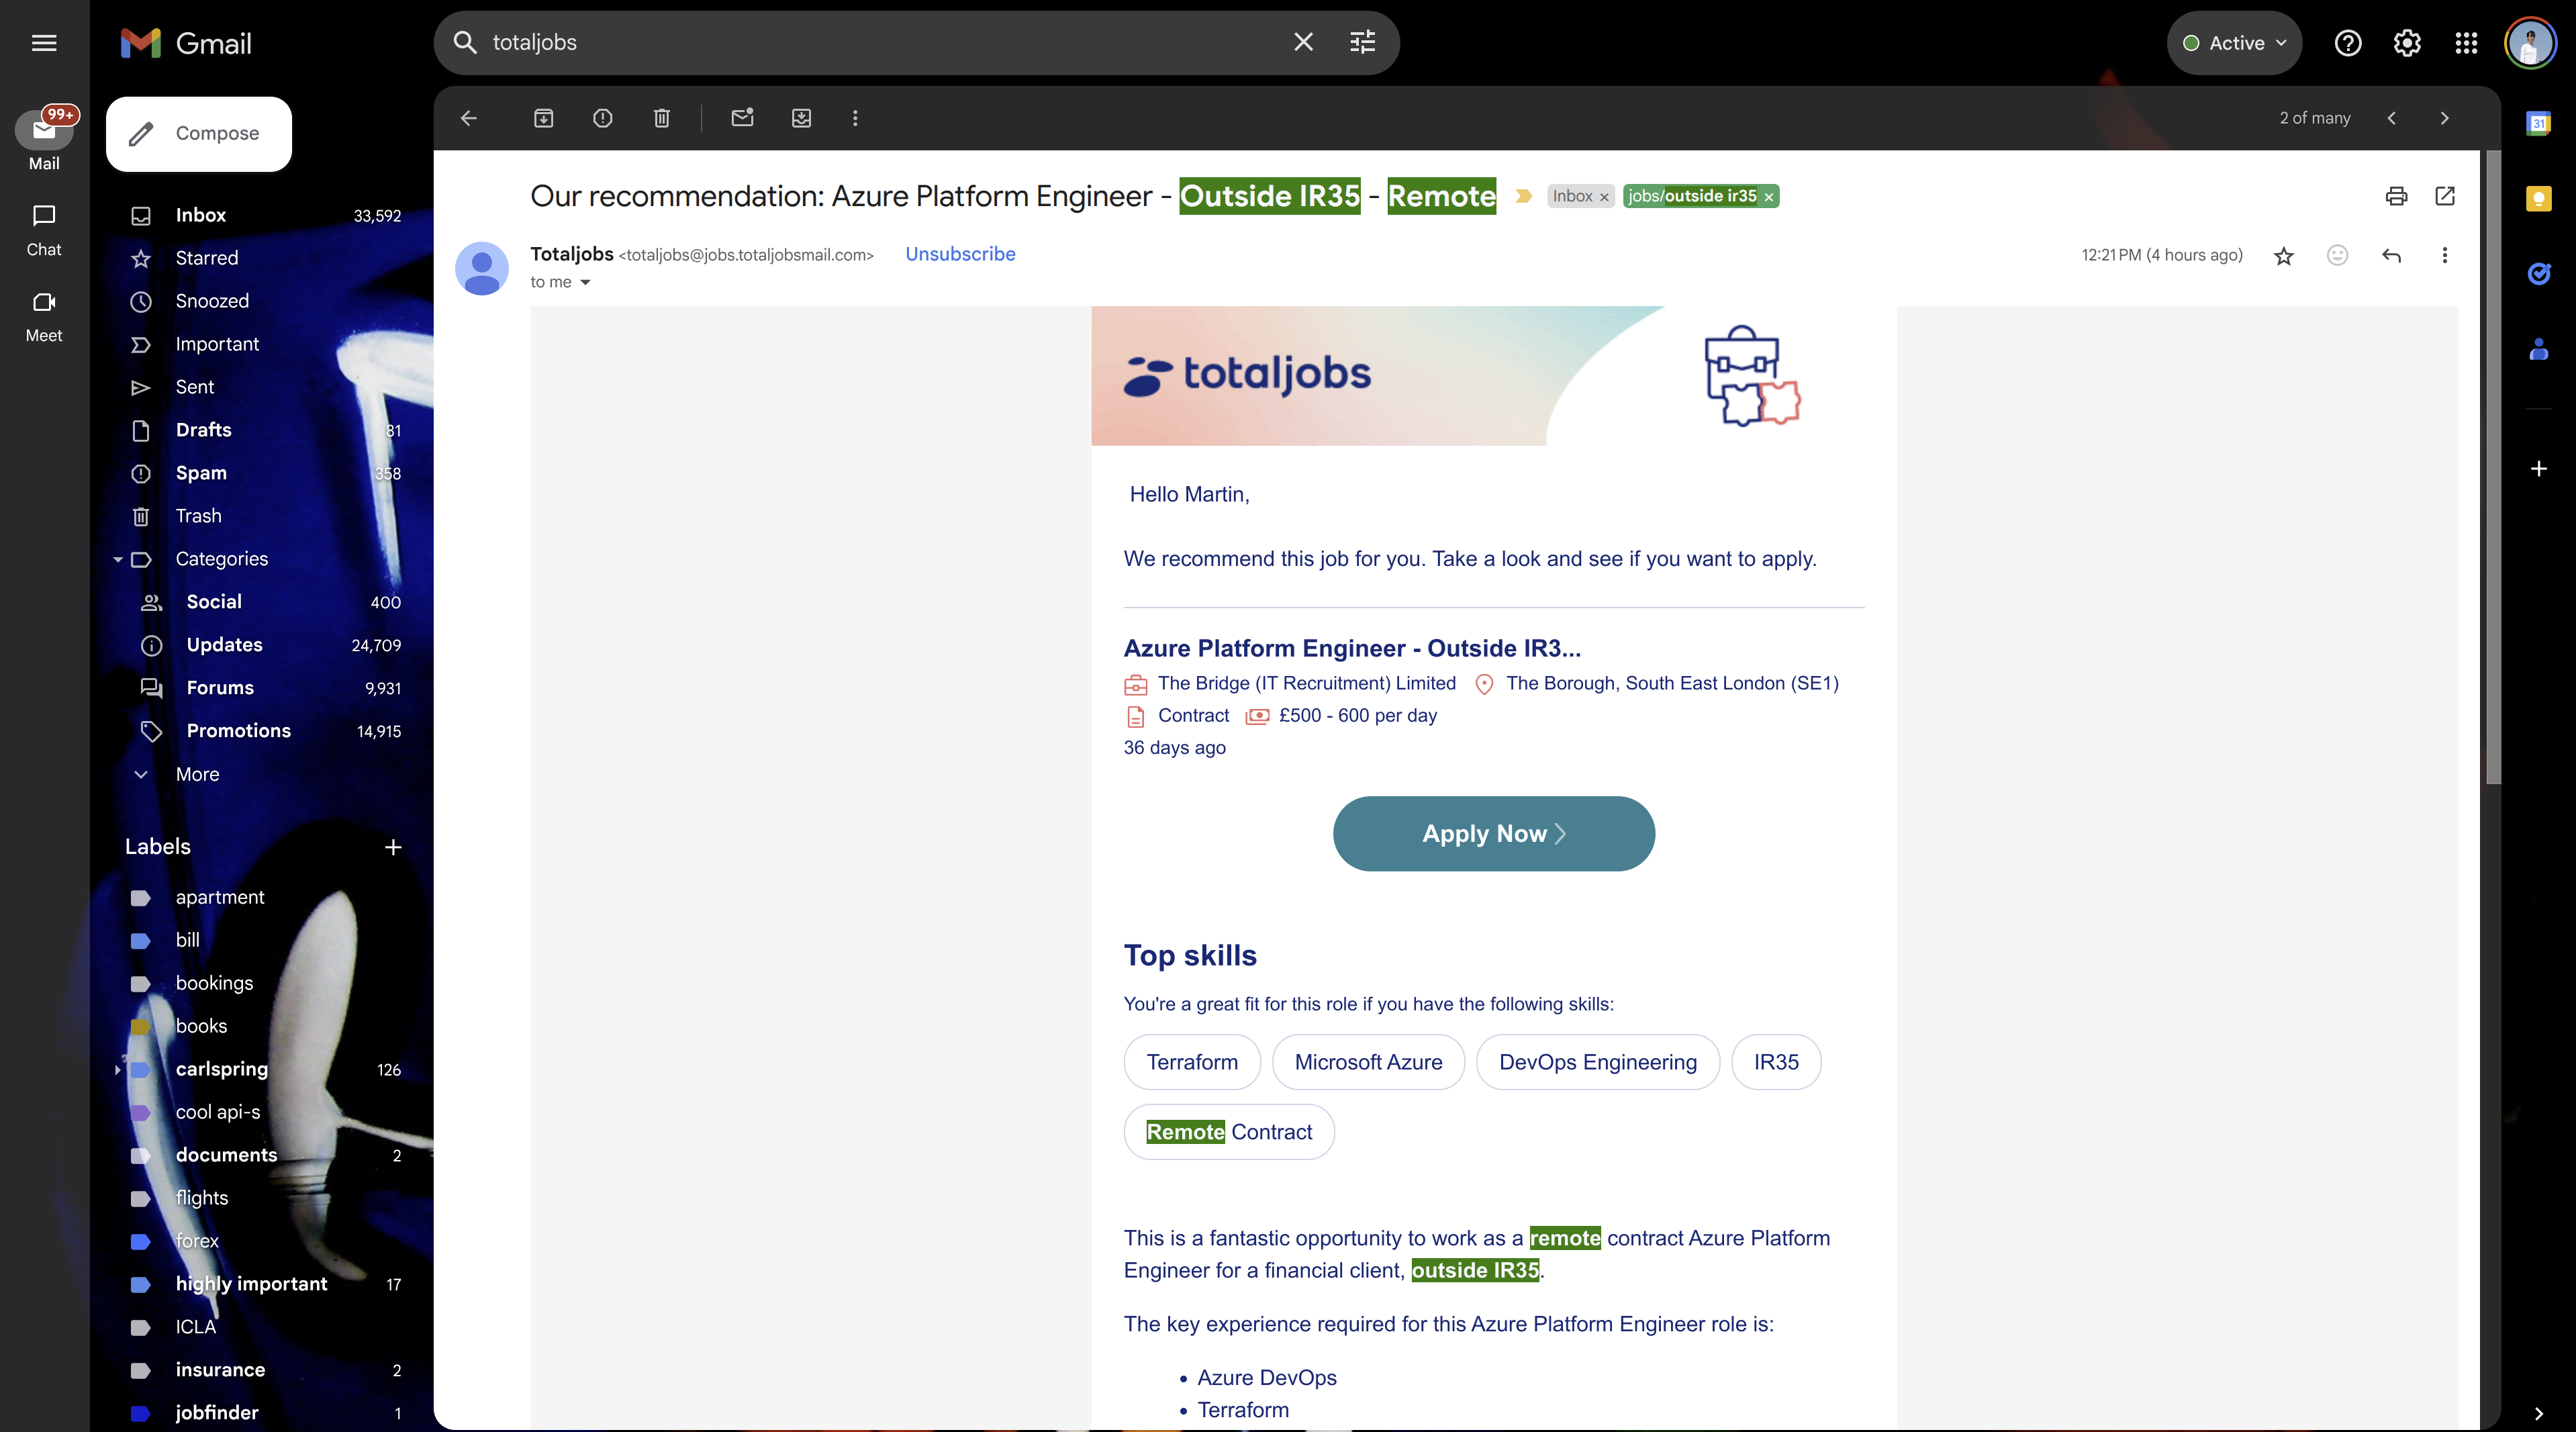 Gmail
totaljobs
Active
99+
Mail
Chat
Meet
Compose
Inbox 33,592
Starred
Snoozed
Important
Sent
Drafts 81
Spam 358
Trash
Categories
Social 400
Updates 24,709
Forums 9,931
Promotions 14,915
More
Labels
apartment
bill
bookings
books
carlspring 126
cool api-s
documents 2
flights
forex
highly important 17
ICLA
insurance 2
jobfinder 1
2 of many
Our recommendation: Azure Platform Engineer - Outside IR35 - Remote Inbox × jobs/outside ir35 ×
Totaljobs <totaljobs@jobs.totaljobsmail.com> Unsubscribe 12:21 PM (4 hours ago)
to me
totaljobs
Hello Martin,
We recommend this job for you. Take a look and see if you want to apply.
Azure Platform Engineer - Outside IR3...
The Bridge (IT Recruitment) Limited The Borough, South East London (SE1)
Contract £500 - 600 per day
36 days ago
Apply Now
Top skills
You're a great fit for this role if you have the following skills:
Terraform Microsoft Azure DevOps Engineering IR35
Remote Contract
This is a fantastic opportunity to work as a remote contract Azure Platform
Engineer for a financial client, outside IR35.
The key experience required for this Azure Platform Engineer role is:
• Azure DevOps
• Terraform
31